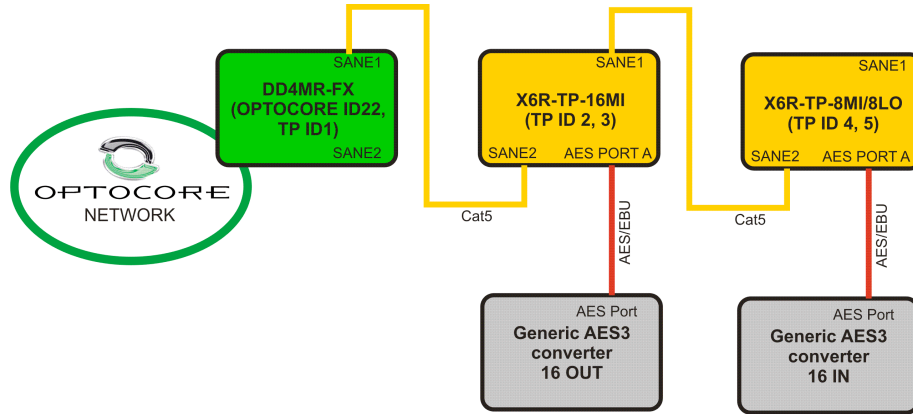 SANE1
DD4MR-FX
(OPTOCORE ID22,
TP ID1)
SANE2
OPTOCORE
NETWORK
Cat5
SANE1
X6R-TP-16MI
(TP ID 2, 3)
SANE2 AES PORT A
AES/EBU
Cat5
SANE1
X6R-TP-8MI/8LO
(TP ID 4, 5)
SANE2 AES PORT A
AES/EBU
AES Port
Generic AES3
converter
16 OUT
AES Port
Generic AES3
converter
16 IN